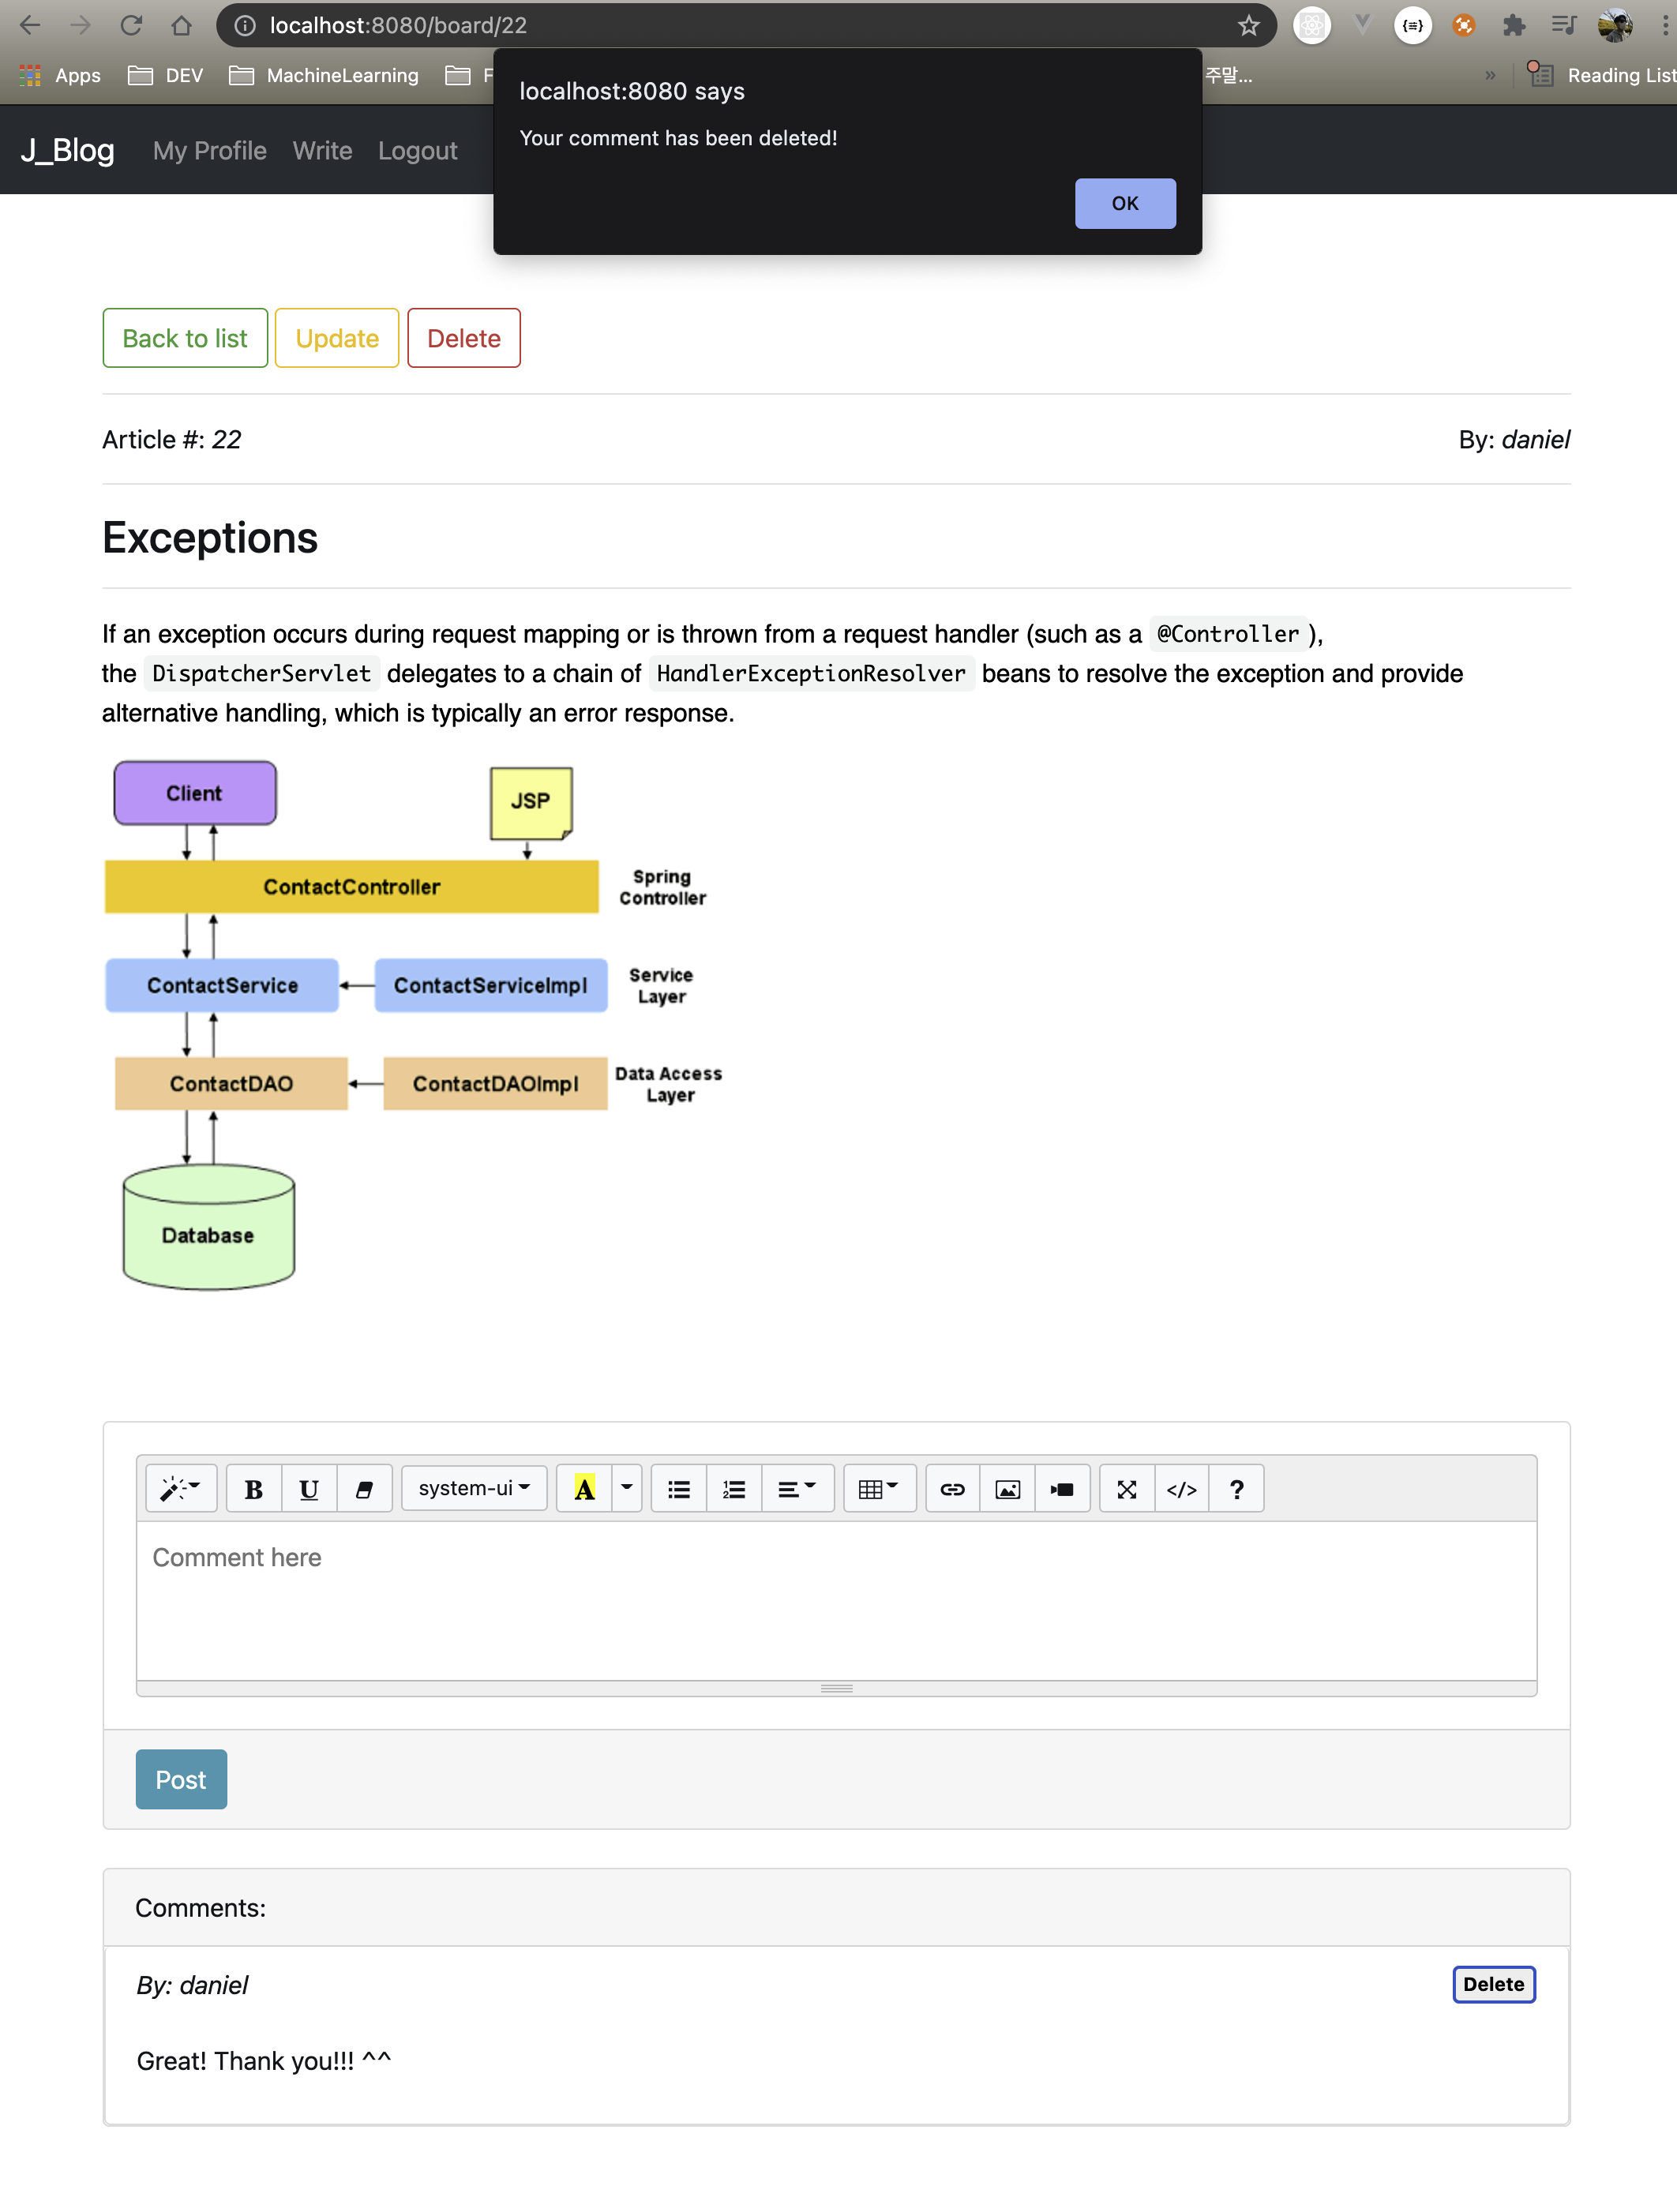 localhost:8080/board/22
Apps DEV MachineLearning F 주말... » Reading List
localhost:8080 says
Your comment has been deleted!
OK
J_Blog My Profile Write Logout
Back to list Update Delete
Article #: 22 By: daniel
Exceptions
If an exception occurs during request mapping or is thrown from a request handler (such as a @Controller),
the DispatcherServlet delegates to a chain of HandlerExceptionResolver beans to resolve the exception and provide
alternative handling, which is typically an error response.
Client JSP
ContactController Spring
Controller
ContactService ContactServiceImpl Service
Layer
ContactDAO ContactDAOImpl Data Access
Layer
Database
B U system-ui A </> ?
Comment here
Post
Comments:
By: daniel Delete
Great! Thank you!!! ^^